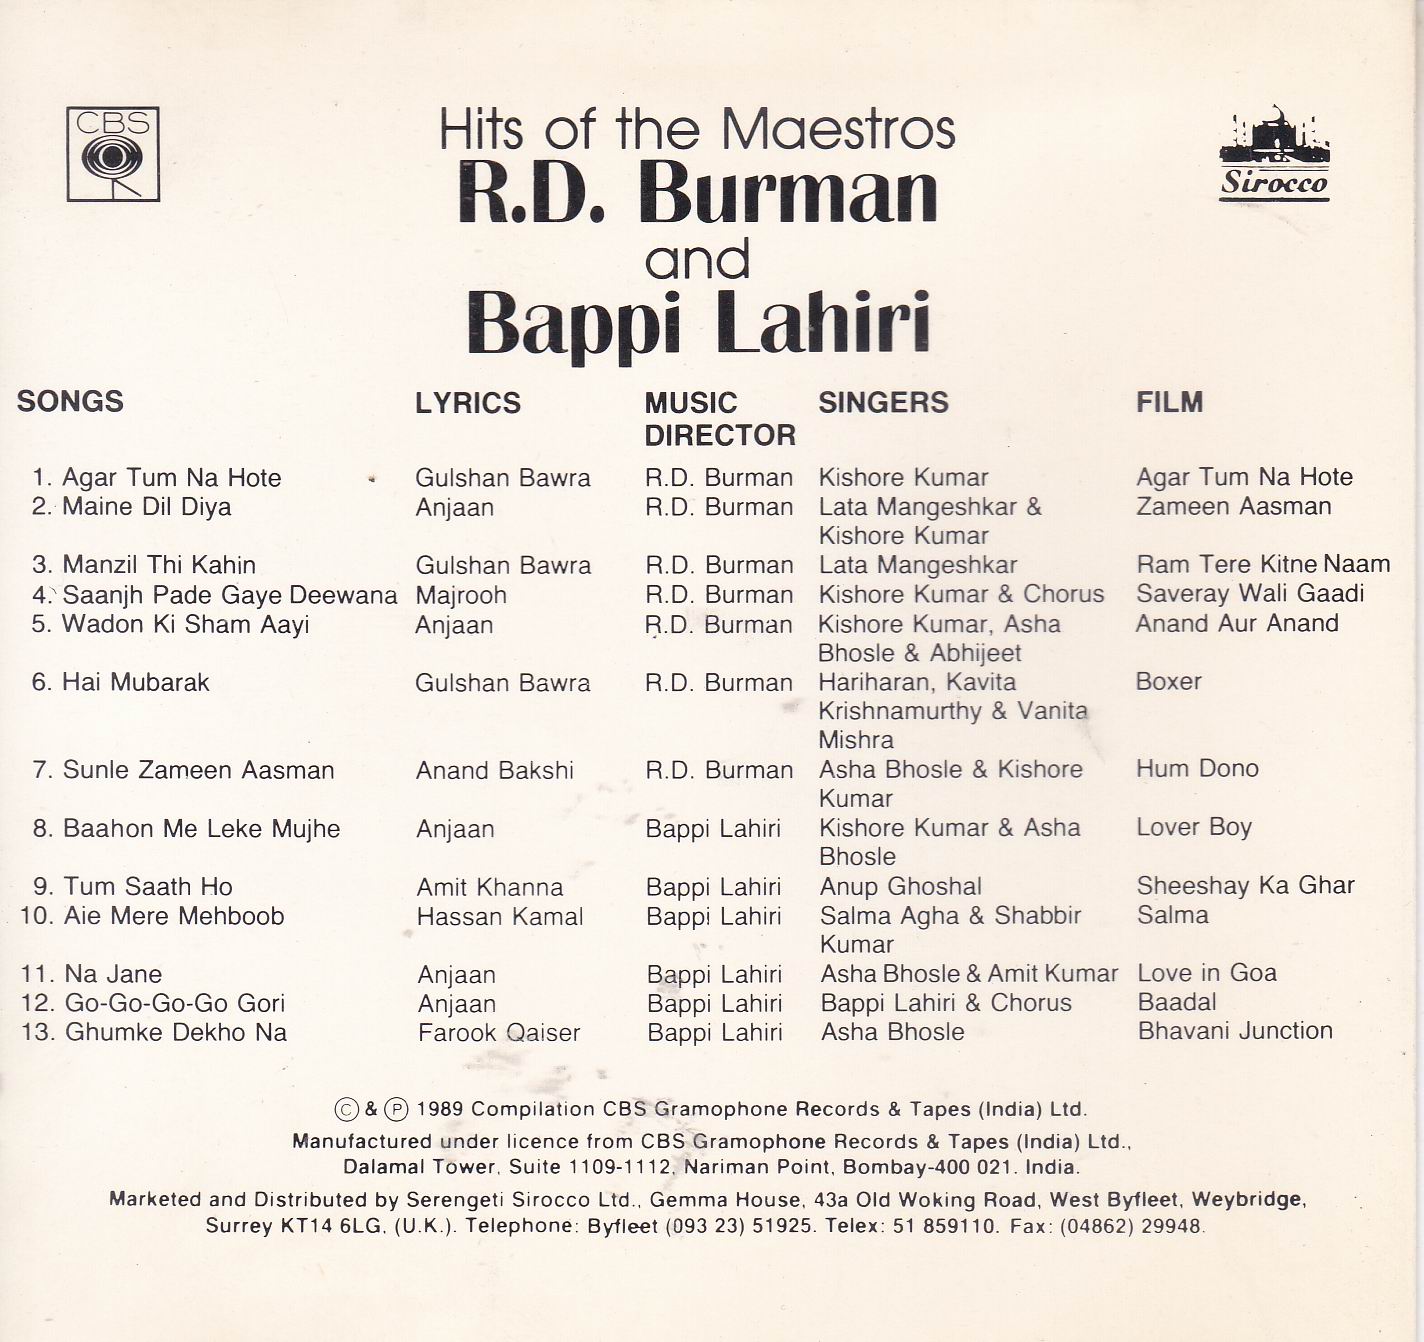 CBS
Hits of the Maestros
R.D. Burman
and
Bappi Lahiri
Sirocco
SONGS LYRICS MUSIC DIRECTOR SINGERS FILM
1. Agar Tum Na Hote Gulshan Bawra R.D. Burman Kishore Kumar Agar Tum Na Hote
2. Maine Dil Diya Anjaan R.D. Burman Lata Mangeshkar & Zameen Aasman
Kishore Kumar
3. Manzil Thi Kahin Gulshan Bawra R.D. Burman Lata Mangeshkar Ram Tere Kitne Naam
4. Saanjh Pade Gaye Deewana Majrooh R.D. Burman Kishore Kumar & Chorus Saveray Wali Gaadi
5. Wadon Ki Sham Aayi Anjaan R.D. Burman Kishore Kumar, Asha Anand Aur Anand
Bhosle & Abhijeet
6. Hai Mubarak Gulshan Bawra R.D. Burman Hariharan, Kavita Boxer
Krishnamurthy & Vanita
Mishra
7. Sunle Zameen Aasman Anand Bakshi R.D. Burman Asha Bhosle & Kishore Hum Dono
Kumar
8. Baahon Me Leke Mujhe Anjaan Bappi Lahiri Kishore Kumar & Asha Lover Boy
Bhosle
9. Tum Saath Ho Amit Khanna Bappi Lahiri Anup Ghoshal Sheeshay Ka Ghar
10. Aie Mere Mehboob Hassan Kamal Bappi Lahiri Salma Agha & Shabbir Salma
Kumar
11. Na Jane Anjaan Bappi Lahiri Asha Bhosle & Amit Kumar Love in Goa
12. Go-Go-Go-Go Gori Anjaan Bappi Lahiri Bappi Lahiri & Chorus Baadal
13. Ghumke Dekho Na Farook Qaiser Bappi Lahiri Asha Bhosle Bhavani Junction
© & ℗ 1989 Compilation CBS Gramophone Records & Tapes (India) Ltd.
Manufactured under licence from CBS Gramophone Records & Tapes (India) Ltd.,
Dalamal Tower, Suite 1109-1112, Nariman Point, Bombay-400 021. India.
Marketed and Distributed by Serengeti Sirocco Ltd., Gemma House, 43a Old Woking Road, West Byfleet, Weybridge,
Surrey KT14 6LG, (U.K.). Telephone: Byfleet (093 23) 51925. Telex: 51 859110. Fax: (04862) 29948.